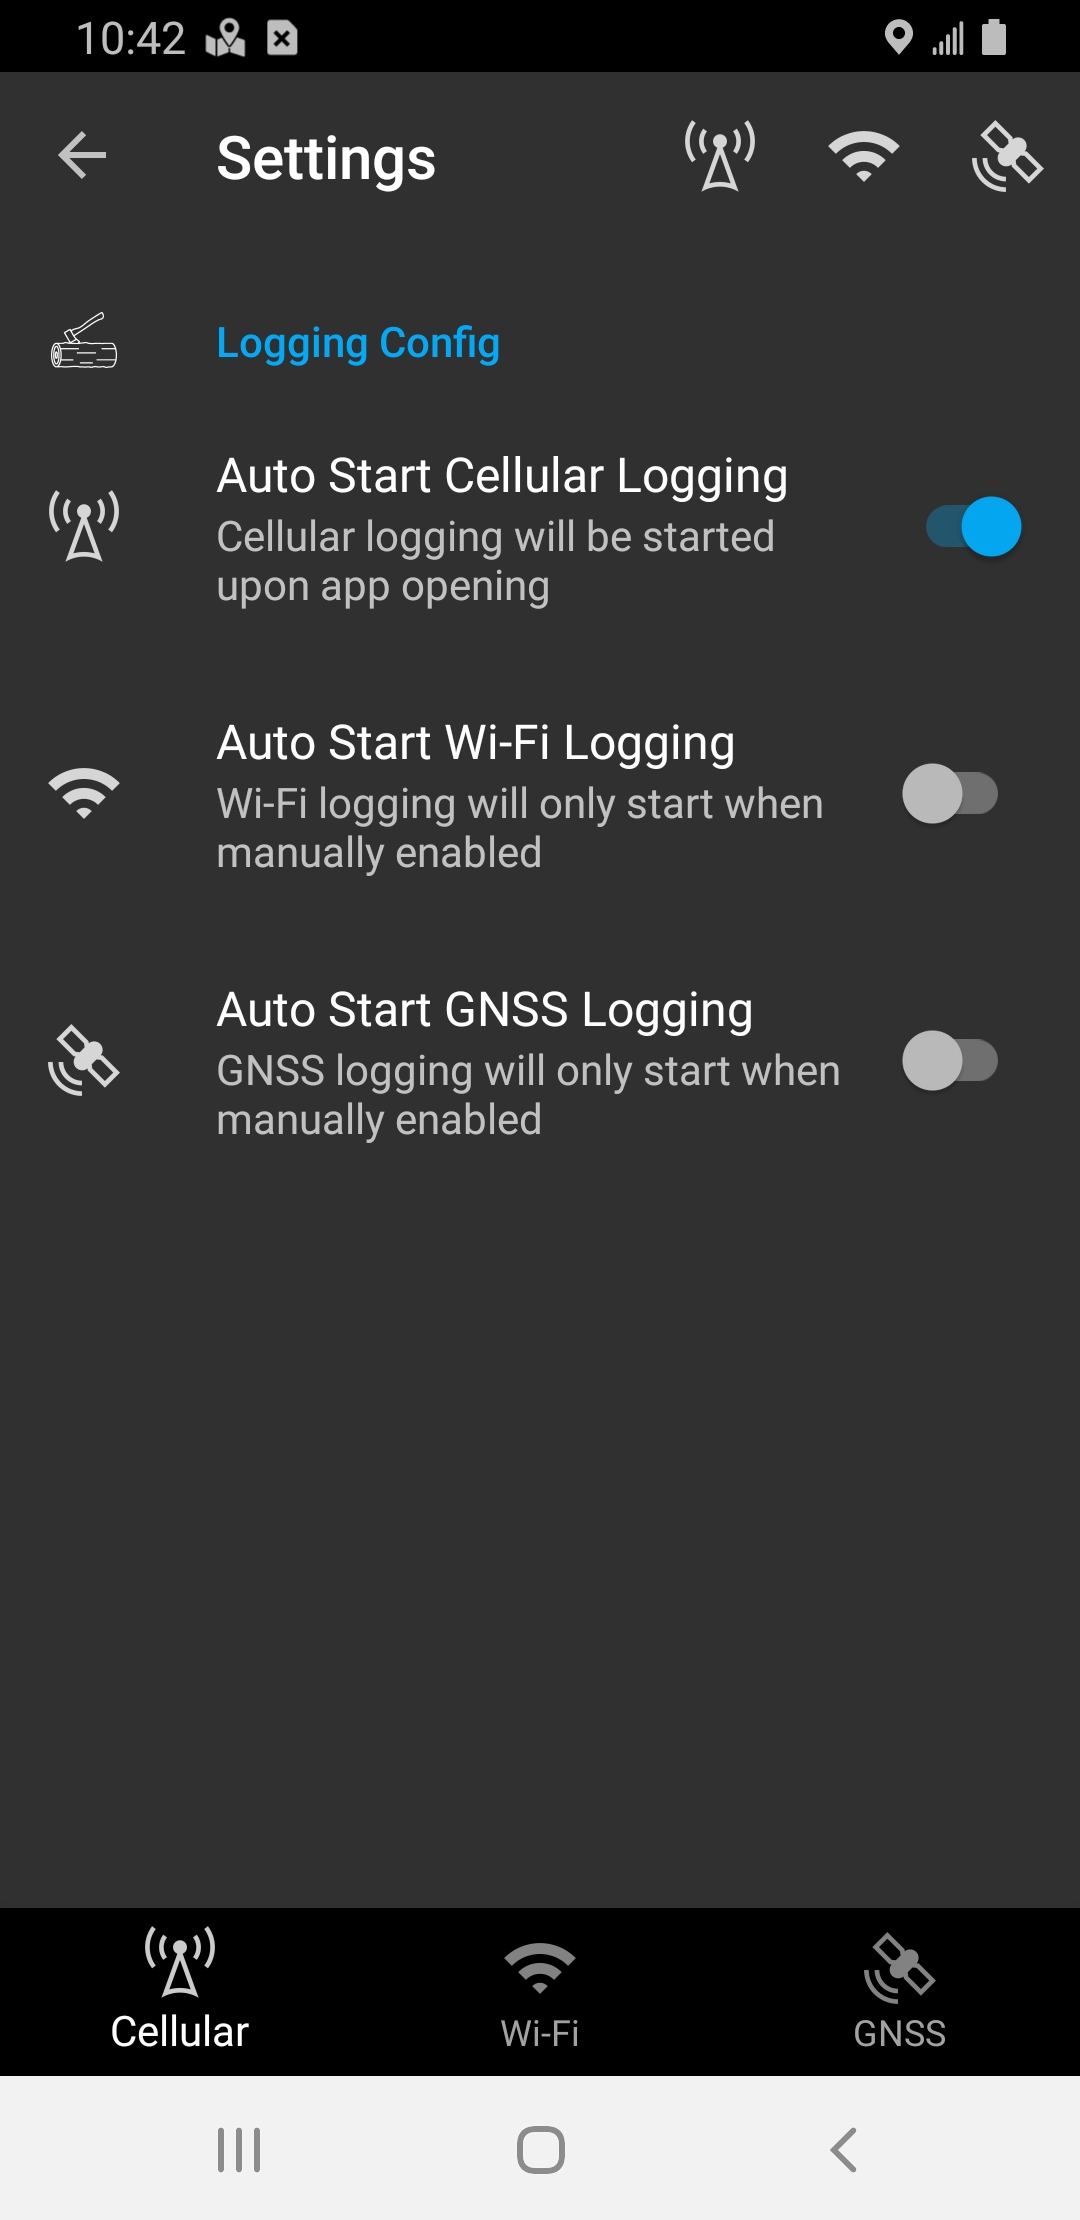 10:42
Settings
Logging Config
Auto Start Cellular Logging
Cellular logging will be started
upon app opening
Auto Start Wi-Fi Logging
Wi-Fi logging will only start when
manually enabled
Auto Start GNSS Logging
GNSS logging will only start when
manually enabled
Cellular
Wi-Fi
GNSS